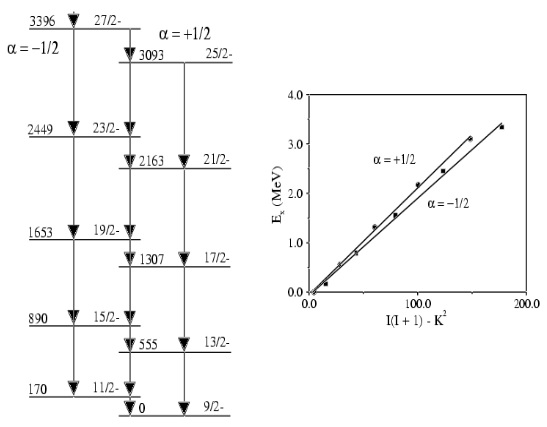 3396 27/2-
α = −1/2
α = +1/2
3093 25/2-
2449 23/2-
2163 21/2-
1653 19/2-
1307 17/2-
890 15/2-
555 13/2-
170 11/2-
0 9/2-
4.0
3.0
2.0
1.0
0.0
E_x (MeV)
α = +1/2
α = −1/2
0.0 100.0 200.0
I(I + 1) - K²